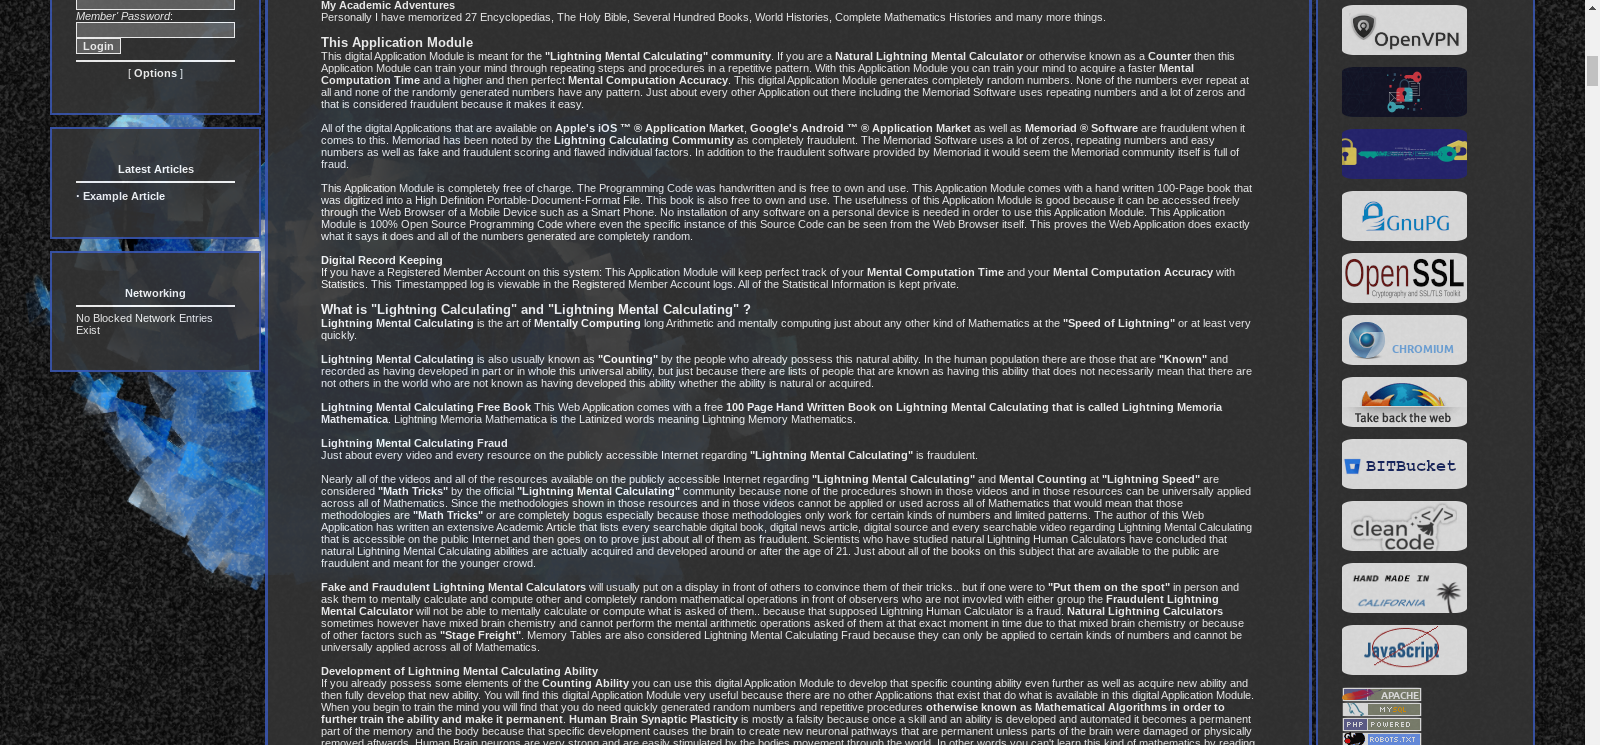 Member' Password:
Login
[ Options ]
Latest Articles
· Example Article
Networking
No Blocked Network Entries
Exist
My Academic Adventures
Personally I have memorized 27 Encyclopedias, The Holy Bible, Several Hundred Books, World Histories, Complete Mathematics Histories and many more things.
This Application Module
This digital Application Module is meant for the "Lightning Mental Calculating" community. If you are a Natural Lightning Mental Calculator or otherwise known as a Counter then this
Application Module can train your mind through repeating steps and procedures in a repetitive pattern. With this Application Module you can train your mind to acquire a faster Mental
Computation Time and a higher and then perfect Mental Computation Accuracy. This digital Application Module generates completely random numbers. None of the numbers ever repeat at
all and none of the randomly generated numbers have any pattern. Just about every other Application out there including the Memoriad Software uses repeating numbers and a lot of zeros and
that is considered fraudulent because it makes it easy.
All of the digital Applications that are available on Apple's iOS ™ ® Application Market, Google's Android ™ ® Application Market as well as Memoriad ® Software are fraudulent when it
comes to this. Memoriad has been noted by the Lightning Calculating Community as completely fraudulent. The Memoriad Software uses a lot of zeros, repeating numbers and easy
numbers as well as fake and fraudulent scoring and flawed individual factors. In addition to the fraudulent software provided by Memoriad it would seem the Memoriad community itself is full of
fraud.
This Application Module is completely free of charge. The Programming Code was handwritten and is free to own and use. This Application Module comes with a hand written 100-Page book that
was digitized into a High Definition Portable-Document-Format File. This book is also free to own and use. The usefulness of this Application Module is good because it can be accessed freely
through the Web Browser of a Mobile Device such as a Smart Phone. No installation of any software on a personal device is needed in order to use this Application Module. This Application
Module is 100% Open Source Programming Code where even the specific instance of this Source Code can be seen from the Web Browser itself. This proves the Web Application does exactly
what it says it does and all of the numbers generated are completely random.
Digital Record Keeping
If you have a Registered Member Account on this system: This Application Module will keep perfect track of your Mental Computation Time and your Mental Computation Accuracy with
Statistics. This Timestampped log is viewable in the Registered Member Account logs. All of the Statistical Information is kept private.
What is "Lightning Calculating" and "Lightning Mental Calculating" ?
Lightning Mental Calculating is the art of Mentally Computing long Arithmetic and mentally computing just about any other kind of Mathematics at the "Speed of Lightning" or at least very
quickly.
Lightning Mental Calculating is also usually known as "Counting" by the people who already possess this natural ability. In the human population there are those that are "Known" and
recorded as having developed in part or in whole this universal ability, but just because there are lists of people that are known as having this ability that does not necessarily mean that there are
not others in the world who are not known as having developed this ability whether the ability is natural or acquired.
Lightning Mental Calculating Free Book This Web Application comes with a free 100 Page Hand Written Book on Lightning Mental Calculating that is called Lightning Memoria
Mathematica. Lightning Memoria Mathematica is the Latinized words meaning Lightning Memory Mathematics.
Lightning Mental Calculating Fraud
Just about every video and every resource on the publicly accessible Internet regarding "Lightning Mental Calculating" is fraudulent.
Nearly all of the videos and all of the resources available on the publicly accessible Internet regarding "Lightning Mental Calculating" and Mental Counting at "Lightning Speed" are
considered "Math Tricks" by the official "Lightning Mental Calculating" community because none of the procedures shown in those videos and in those resources can be universally applied
across all of Mathematics. Since the methodologies shown in those resources and in those videos cannot be applied or used across all of Mathematics that would mean that those
methodologies are "Math Tricks" or are completely bogus especially because those methodologies only work for certain kinds of numbers and limited patterns. The author of this Web
Application has written an extensive Academic Article that lists every searchable digital book, digital news article, digital source and every searchable video regarding Lightning Mental Calculating
that is accessible on the public Internet and then goes on to prove just about all of them as fraudulent. Scientists who have studied natural Lightning Human Calculators have concluded that
natural Lightning Mental Calculating abilities are actually acquired and developed around or after the age of 21. Just about all of the books on this subject that are available to the public are
fraudulent and meant for the younger crowd.
Fake and Fraudulent Lightning Mental Calculators will usually put on a display in front of others to convince them of their tricks.. but if one were to "Put them on the spot" in person and
ask them to mentally calculate and compute other and completely random mathematical operations in front of observers who are not invovled with either group the Fraudulent Lightning
Mental Calculator will not be able to mentally calculate or compute what is asked of them.. because that supposed Lightning Human Calculator is a fraud. Natural Lightning Calculators
sometimes however have mixed brain chemistry and cannot perform the mental arithmetic operations asked of them at that exact moment in time due to that mixed brain chemistry or because
of other factors such as "Stage Freight". Memory Tables are also considered Lightning Mental Calculating Fraud because they can only be applied to certain kinds of numbers and cannot be
universally applied across all of Mathematics.
Development of Lightning Mental Calculating Ability
If you already possess some elements of the Counting Ability you can use this digital Application Module to develop that specific counting ability even further as well as acquire new ability and
then fully develop that new ability. You will find this digital Application Module very useful because there are no other Applications that exist that do what is available in this digital Application Module.
When you begin to train the mind you will find that you do need quickly generated random numbers and repetitive procedures otherwise known as Mathematical Algorithms in order to
further train the ability and make it permanent. Human Brain Synaptic Plasticity is mostly a falsity because once a skill and an ability is developed and automated it becomes a permanent
part of the memory and the body because that specific development causes the brain to create new neuronal pathways that are permanent unless parts of the brain were damaged or physically
removed aftwards. Human Brain neurons are very strong and are easily stimulated by the bodies movement through the world. In other words you can't learn this kind of mathematics by reading
OpenVPN
GnuPG
OpenSSL
Cryptography and SSL/TLS Toolkit
CHROMIUM
Take back the web
BITBucket
clean
code
</>
HAND MADE IN
CALIFORNIA
JavaScript
APACHE
MYSQL
PHP POWERED
ROBOTS.TXT